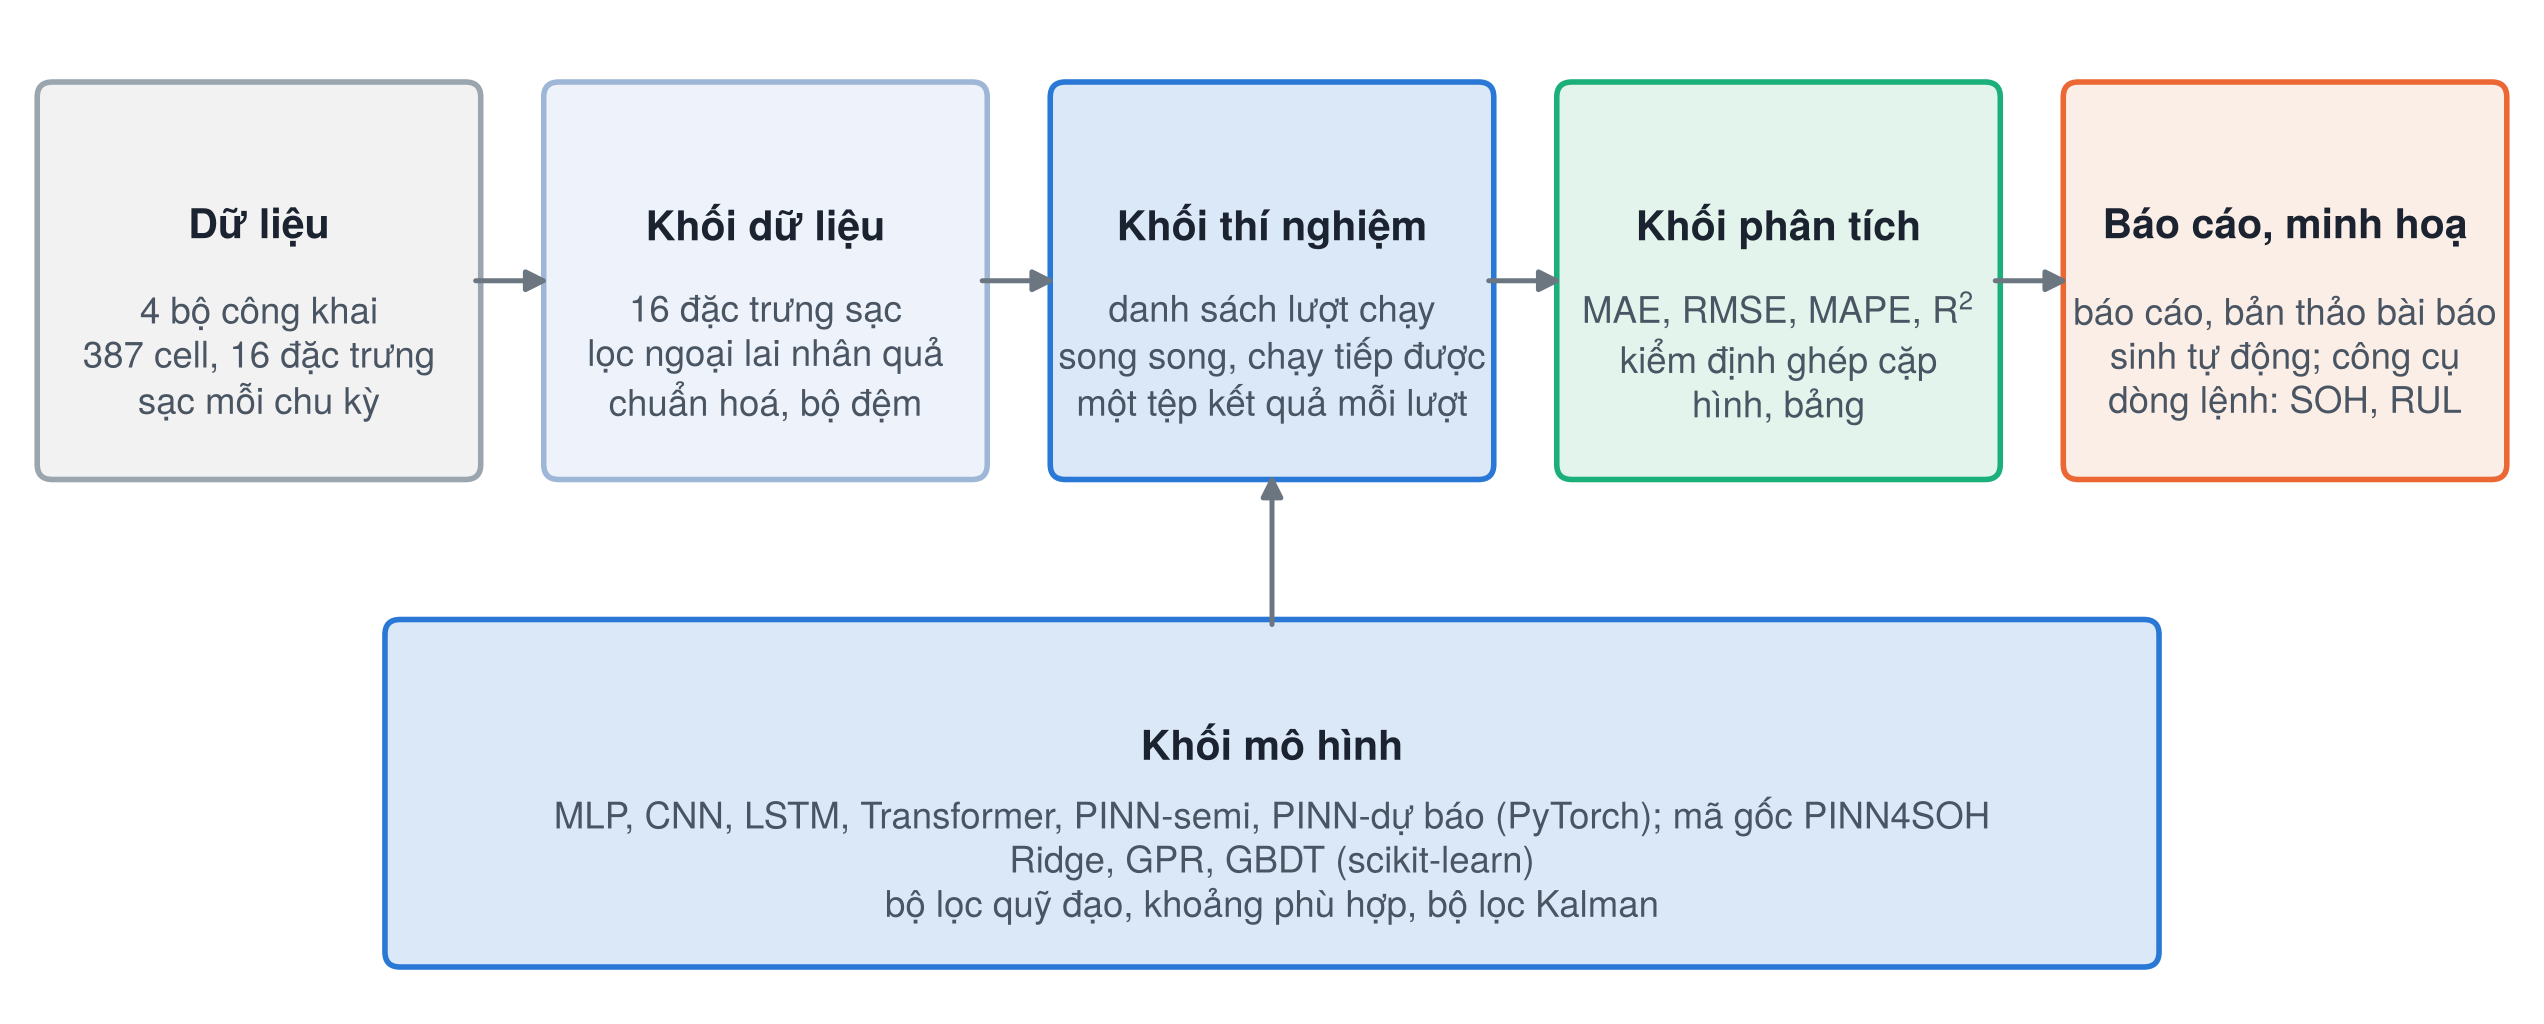 Dữ liệu
4 bộ công khai
387 cell, 16 đặc trưng
sạc mỗi chu kỳ
Khối dữ liệu
16 đặc trưng sạc
lọc ngoại lai nhân quả
chuẩn hoá, bộ đệm
Khối thí nghiệm
danh sách lượt chạy
song song, chạy tiếp được
một tệp kết quả mỗi lượt
Khối phân tích
MAE, RMSE, MAPE, R²
kiểm định ghép cặp
hình, bảng
Báo cáo, minh hoạ
báo cáo, bản thảo bài báo
sinh tự động; công cụ
dòng lệnh: SOH, RUL
Khối mô hình
MLP, CNN, LSTM, Transformer, PINN-semi, PINN-dự báo (PyTorch); mã gốc PINN4SOH
Ridge, GPR, GBDT (scikit-learn)
bộ lọc quỹ đạo, khoảng phù hợp, bộ lọc Kalman